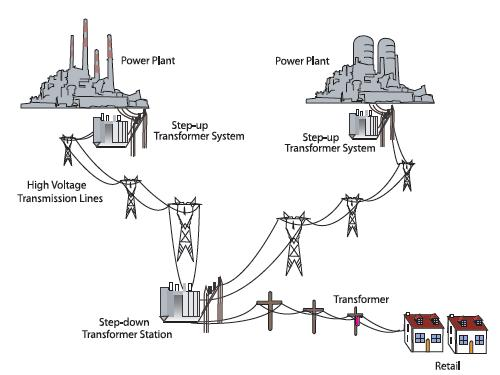 Power Plant
Power Plant
Step-up
Transformer System
Step-up
Transformer System
High Voltage
Transmission Lines
Transformer
Step-down
Transformer Station
Retail